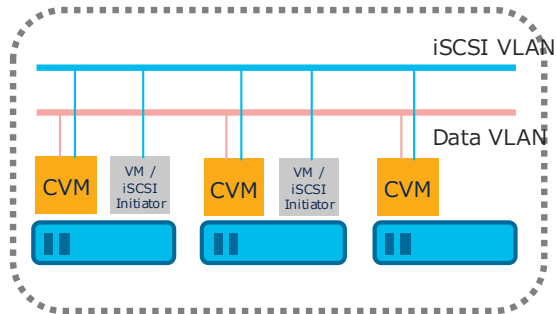 iSCSI VLAN
Data VLAN
CVM
VM /
iSCSI
Initiator
CVM
VM /
iSCSI
Initiator
CVM